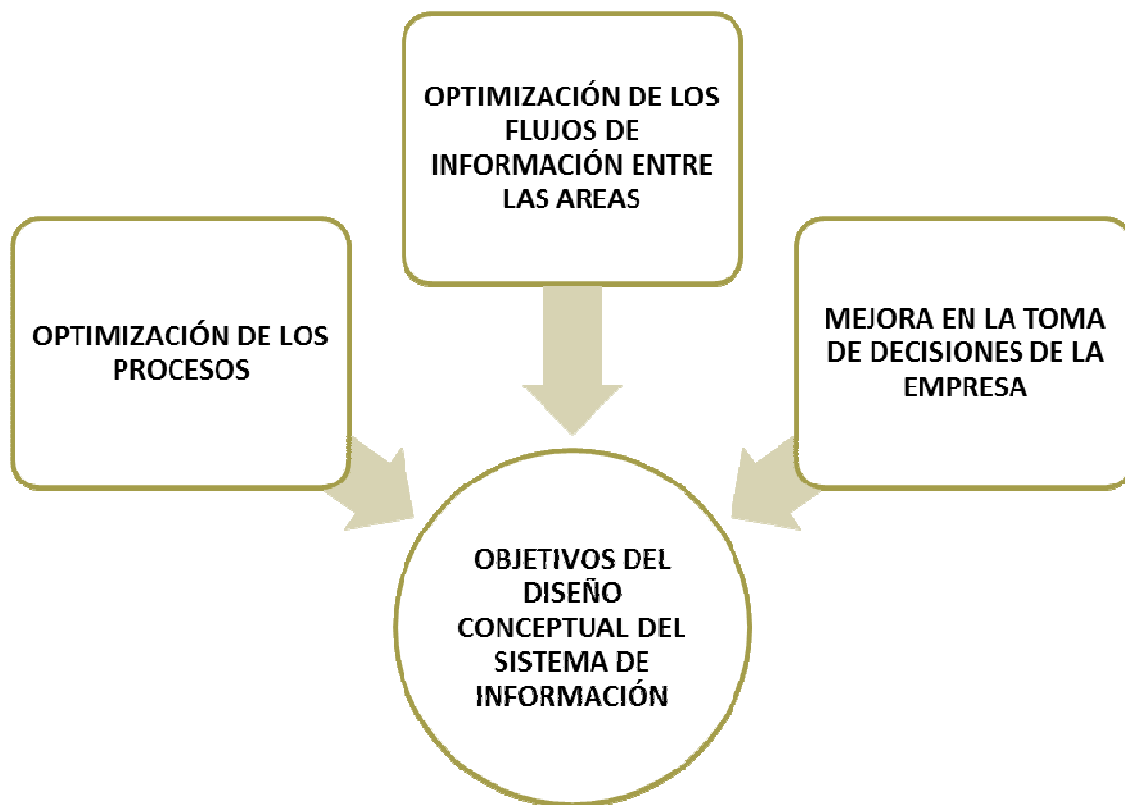 OPTIMIZACIÓN DE LOS
FLUJOS DE
INFORMACIÓN ENTRE
LAS AREAS
OPTIMIZACIÓN DE LOS
PROCESOS
MEJORA EN LA TOMA
DE DECISIONES DE LA
EMPRESA
OBJETIVOS DEL
DISEÑO
CONCEPTUAL DEL
SISTEMA DE
INFORMACIÓN